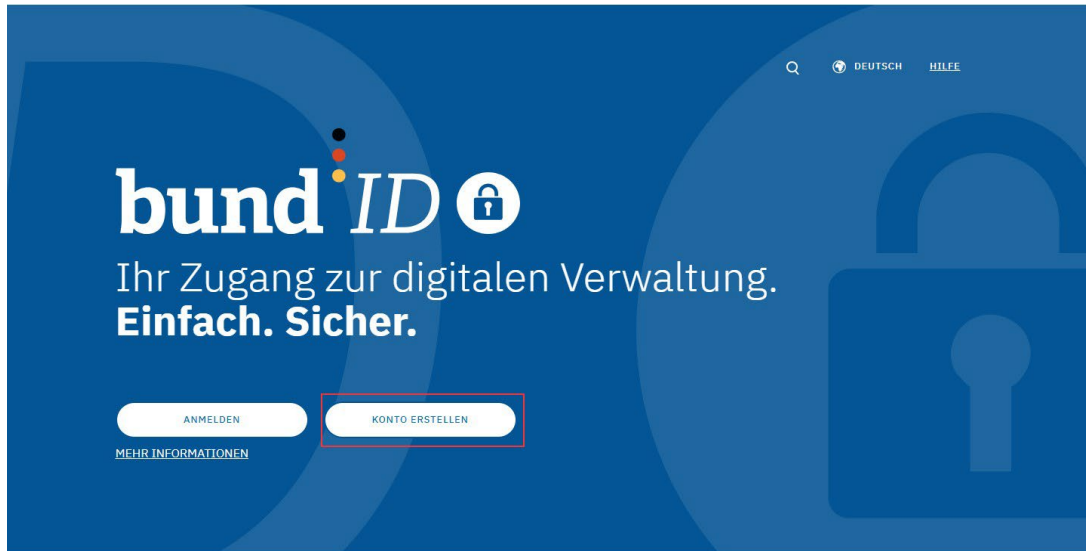 DEUTSCH HILFE
bund ID
Ihr Zugang zur digitalen Verwaltung.
Einfach. Sicher.
ANMELDEN KONTO ERSTELLEN
MEHR INFORMATIONEN